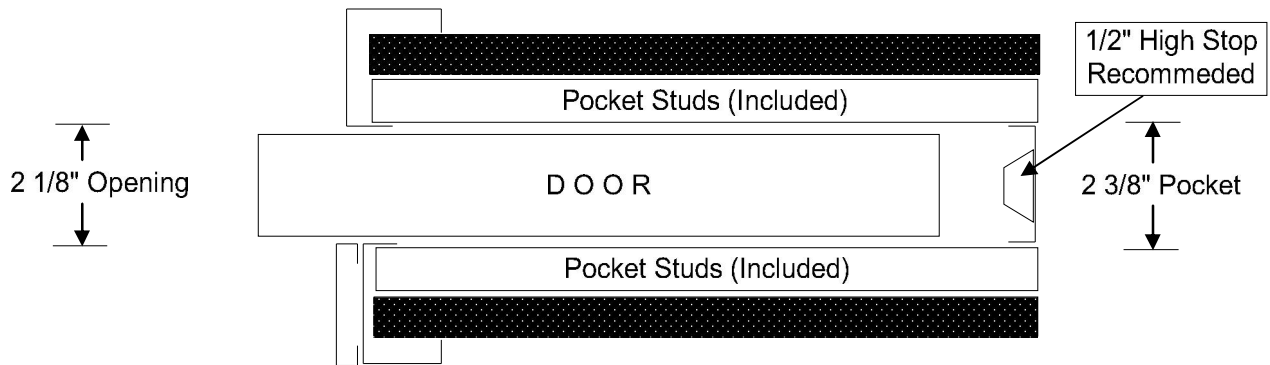 1/2" High Stop
Recommeded
Pocket Studs (Included)
2 1/8" Opening
D O O R
2 3/8" Pocket
Pocket Studs (Included)